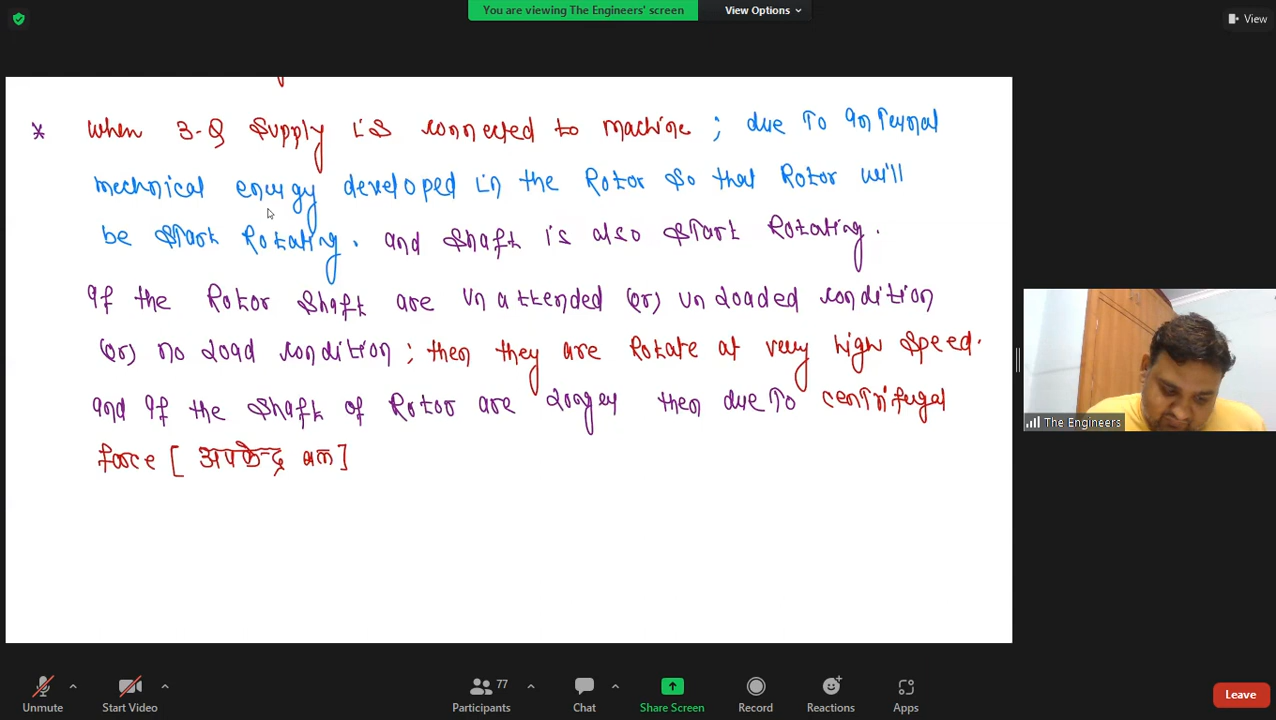 You are viewing The Engineers' screen
View Options
View
* when 3-Φ supply is connected to machine ; due to internal
mechnical energy developed in the Rotor so that Rotor will
be start Rotating. and shaft is also start Rotating.
If the Rotor shaft are unattended (or) unloaded condition
(or) no load condition ; then they are Rotate at very high speed.
and If the shaft of Rotor are then due to centrifugal
force [ अपकेन्द्र बल ]
The Engineers
Unmute
Start Video
77
Participants
Chat
Share Screen
Record
Reactions
Apps
Leave